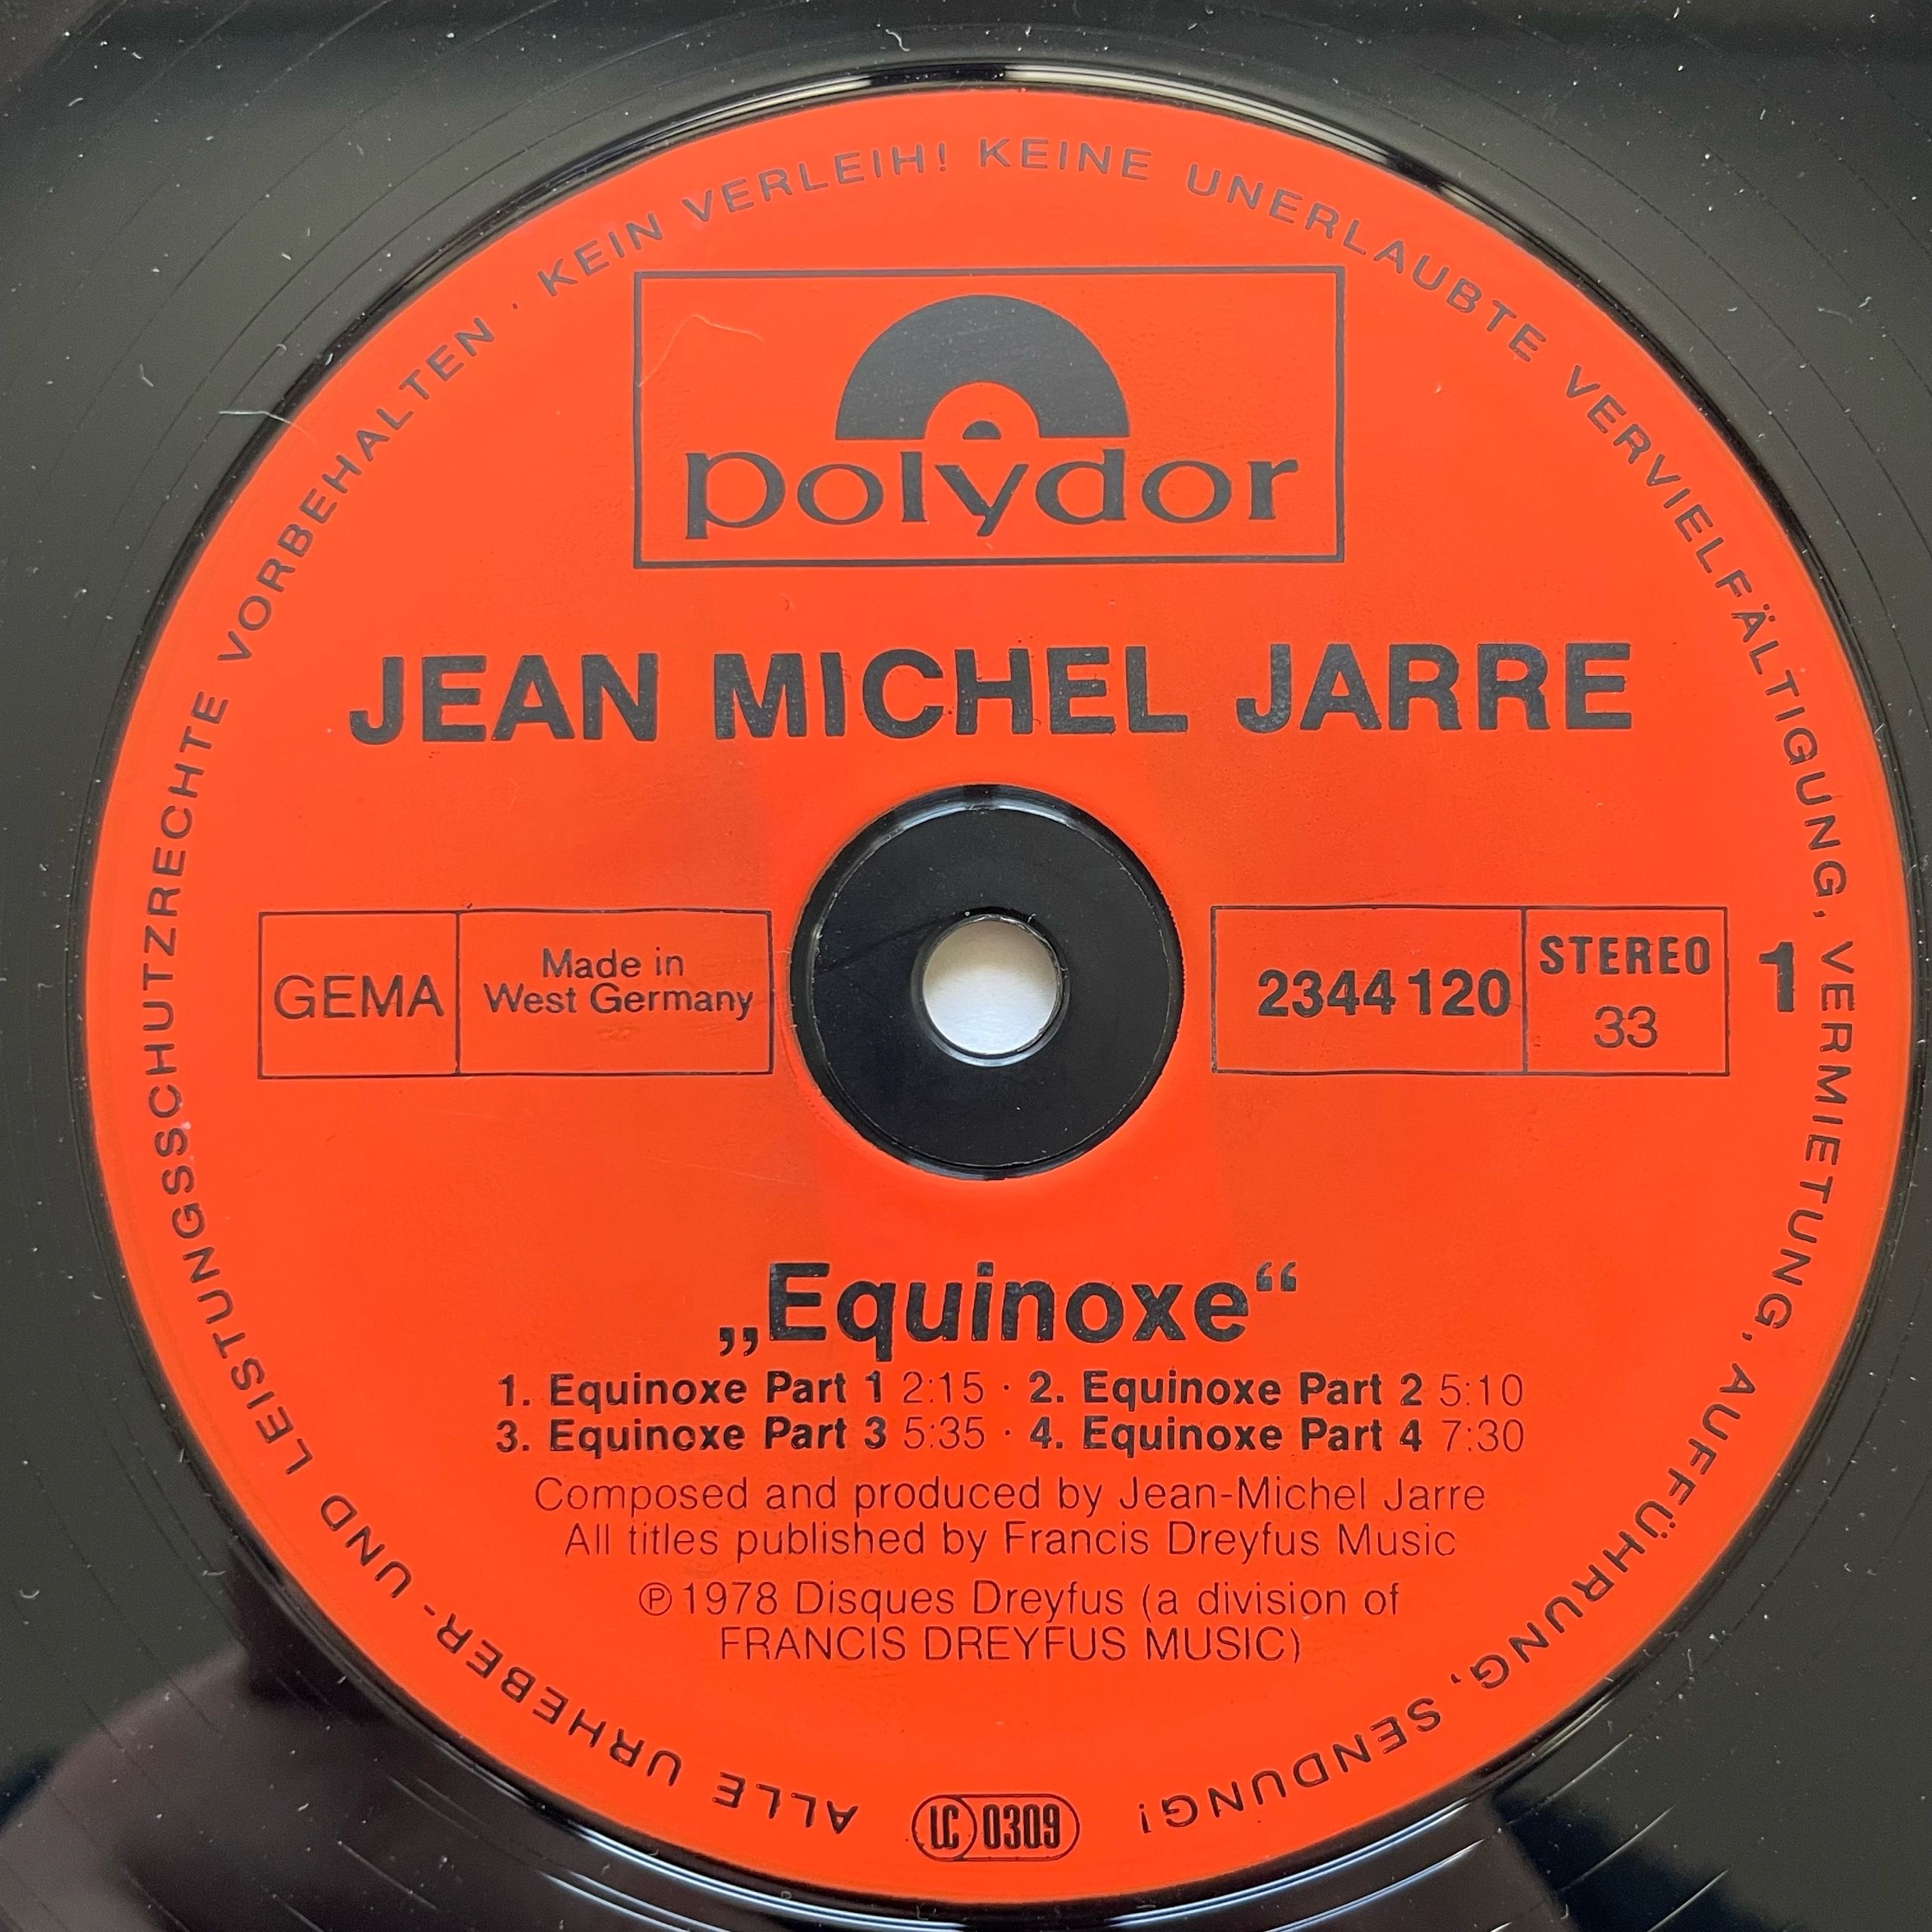 ALLE URHEBER- UND LEISTUNGSSCHUTZRECHTE VORBEHALTEN · KEIN VERLEIH! KEINE UNERLAUBTE VERVIELFÄLTIGUNG, VERMIETUNG, AUFFÜHRUNG, SENDUNG!
polydor
JEAN MICHEL JARRE
GEMA
Made in
West Germany
2344 120
STEREO
33
1
„Equinoxe“
1. Equinoxe Part 1 2:15 · 2. Equinoxe Part 2 5:10
3. Equinoxe Part 3 5:35 · 4. Equinoxe Part 4 7:30
Composed and produced by Jean-Michel Jarre
All titles published by Francis Dreyfus Music
℗ 1978 Disques Dreyfus (a division of
FRANCIS DREYFUS MUSIC)
LC 0309